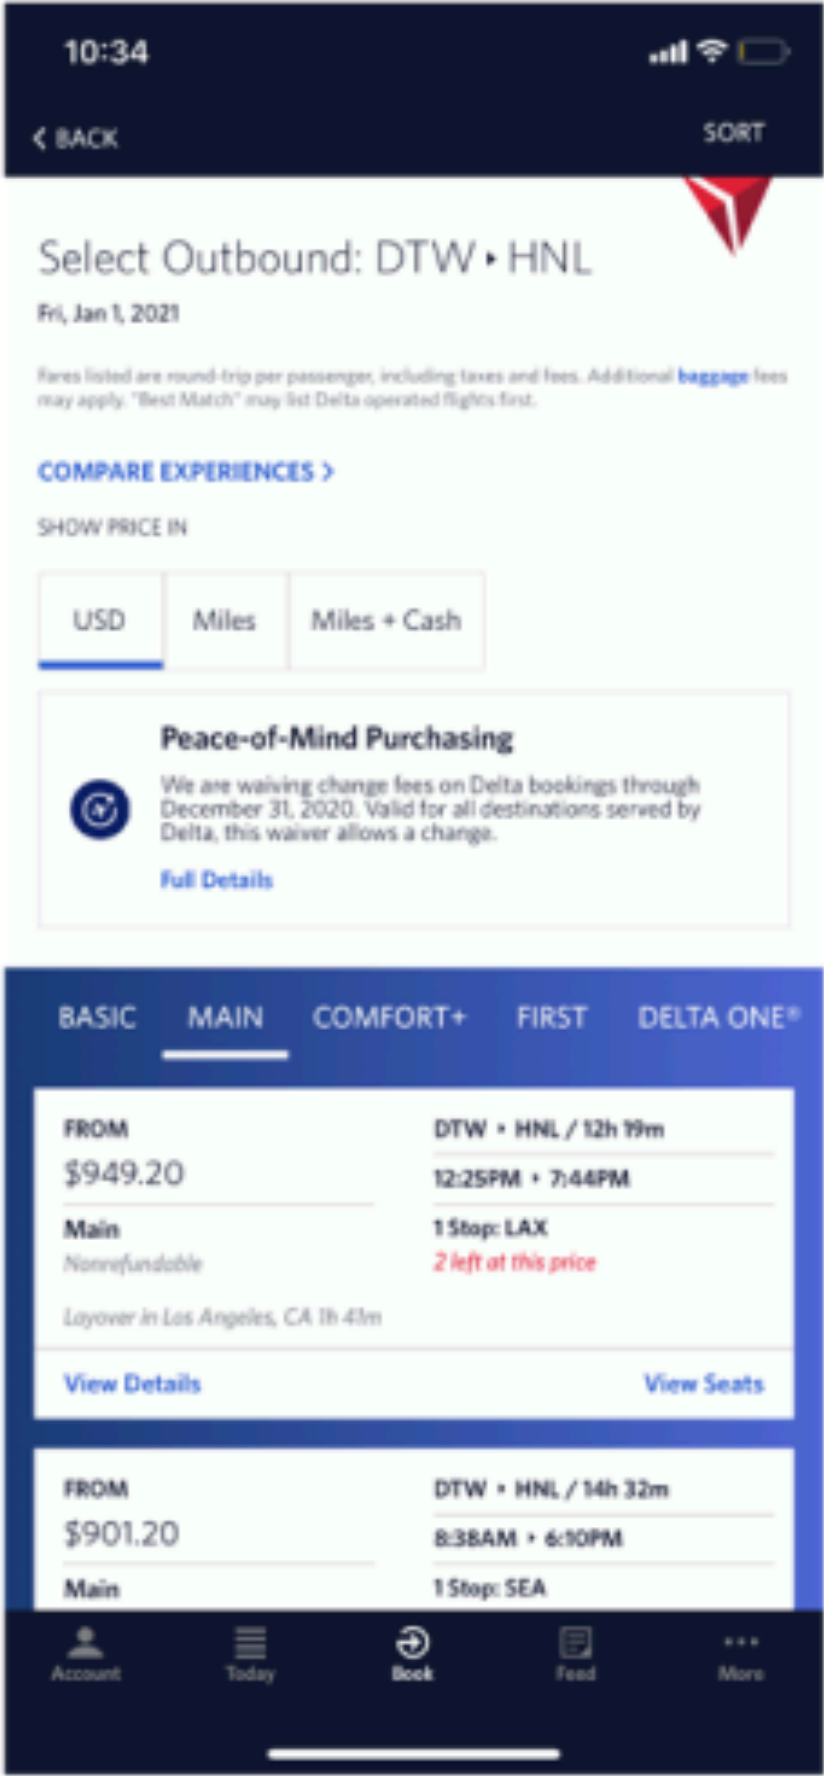 10:34
BACK
SORT
Select Outbound: DTW ▸ HNL
Fri, Jan 1, 2021
Fares listed are round-trip per passenger, including taxes and fees. Additional baggage fees
may apply. "Best Match" may list Delta operated flights first.
COMPARE EXPERIENCES >
SHOW PRICE IN
USD
Miles
Miles + Cash
Peace-of-Mind Purchasing
We are waiving change fees on Delta bookings through
December 31, 2020. Valid for all destinations served by
Delta, this waiver allows a change.
Full Details
BASIC
MAIN
COMFORT+
FIRST
DELTA ONE®
FROM
$949.20
Main
Nonrefundable
DTW ▸ HNL / 12h 19m
12:25PM ▸ 7:44PM
1 Stop: LAX
2 left at this price
Layover in Los Angeles, CA 1h 41m
View Details
View Seats
FROM
$901.20
Main
DTW ▸ HNL / 14h 32m
8:38AM ▸ 6:10PM
1 Stop: SEA
Account
Today
Book
Feed
More